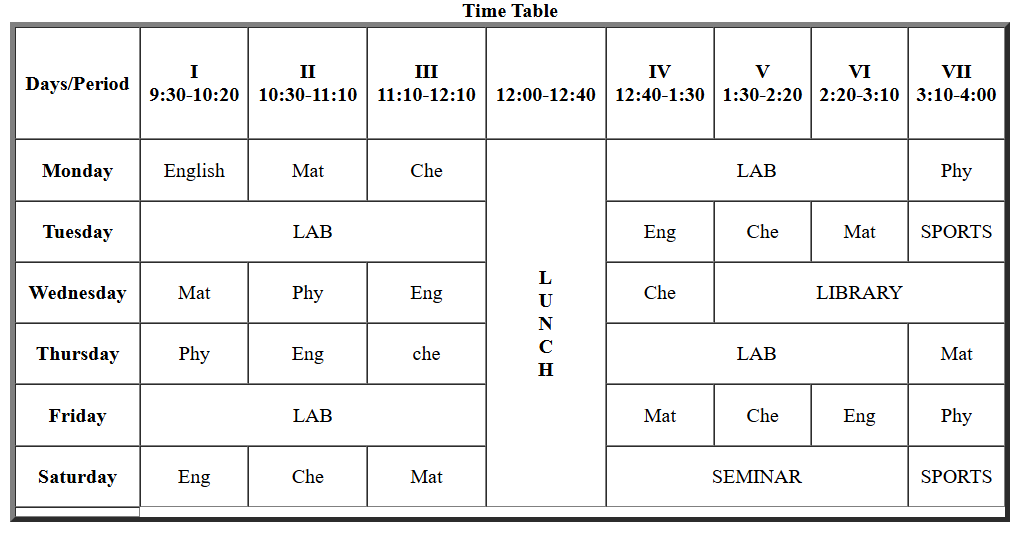 Time Table
Days/Period I II III IV V VI VII
9:30-10:20 10:30-11:10 11:10-12:10 12:00-12:40 12:40-1:30 1:30-2:20 2:20-3:10 3:10-4:00
Monday English Mat Che LAB Phy
Tuesday LAB Eng Che Mat SPORTS
Wednesday Mat Phy Eng Che LIBRARY
Thursday Phy Eng che LAB Mat
Friday LAB Mat Che Eng Phy
Saturday Eng Che Mat SEMINAR SPORTS
L
U
N
C
H